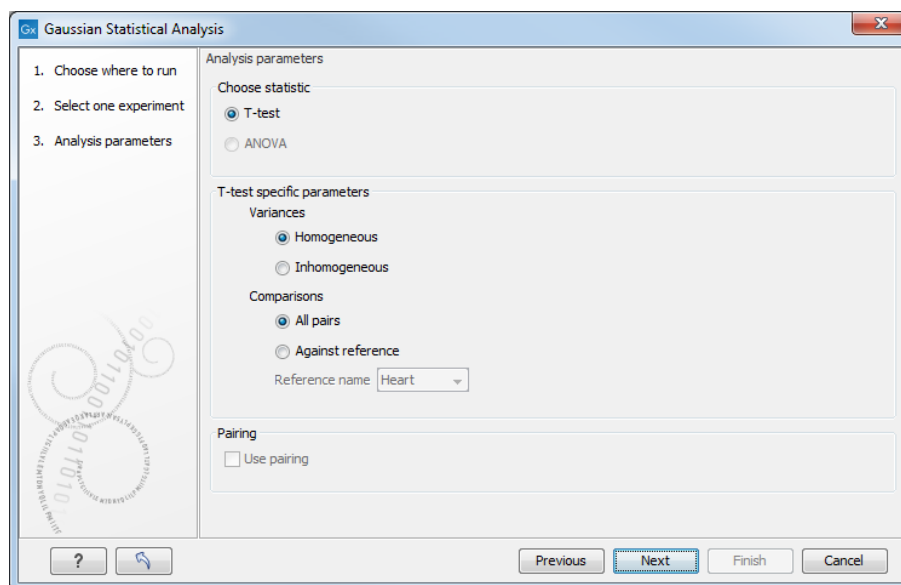 Gx Gaussian Statistical Analysis
1. Choose where to run
2. Select one experiment
3. Analysis parameters
Analysis parameters
Choose statistic
T-test
ANOVA
T-test specific parameters
Variances
Homogeneous
Inhomogeneous
Comparisons
All pairs
Against reference
Reference name Heart
Pairing
Use pairing
? Previous Next Finish Cancel